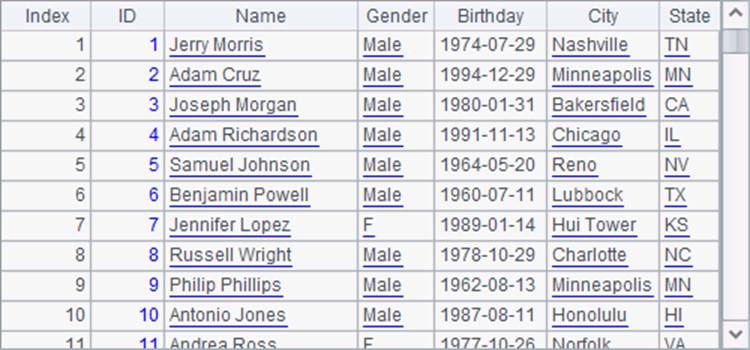 Index ID Name Gender Birthday City State
1 1 Jerry Morris Male 1974-07-29 Nashville TN
2 2 Adam Cruz Male 1994-12-29 Minneapolis MN
3 3 Joseph Morgan Male 1980-01-31 Bakersfield CA
4 4 Adam Richardson Male 1991-11-13 Chicago IL
5 5 Samuel Johnson Male 1964-05-20 Reno NV
6 6 Benjamin Powell Male 1960-07-11 Lubbock TX
7 7 Jennifer Lopez F 1989-01-14 Hui Tower KS
8 8 Russell Wright Male 1978-10-29 Charlotte NC
9 9 Philip Phillips Male 1962-08-13 Minneapolis MN
10 10 Antonio Jones Male 1987-08-11 Honolulu HI
11 11 Andrea Ross F 1977-10-26 Norfolk VA